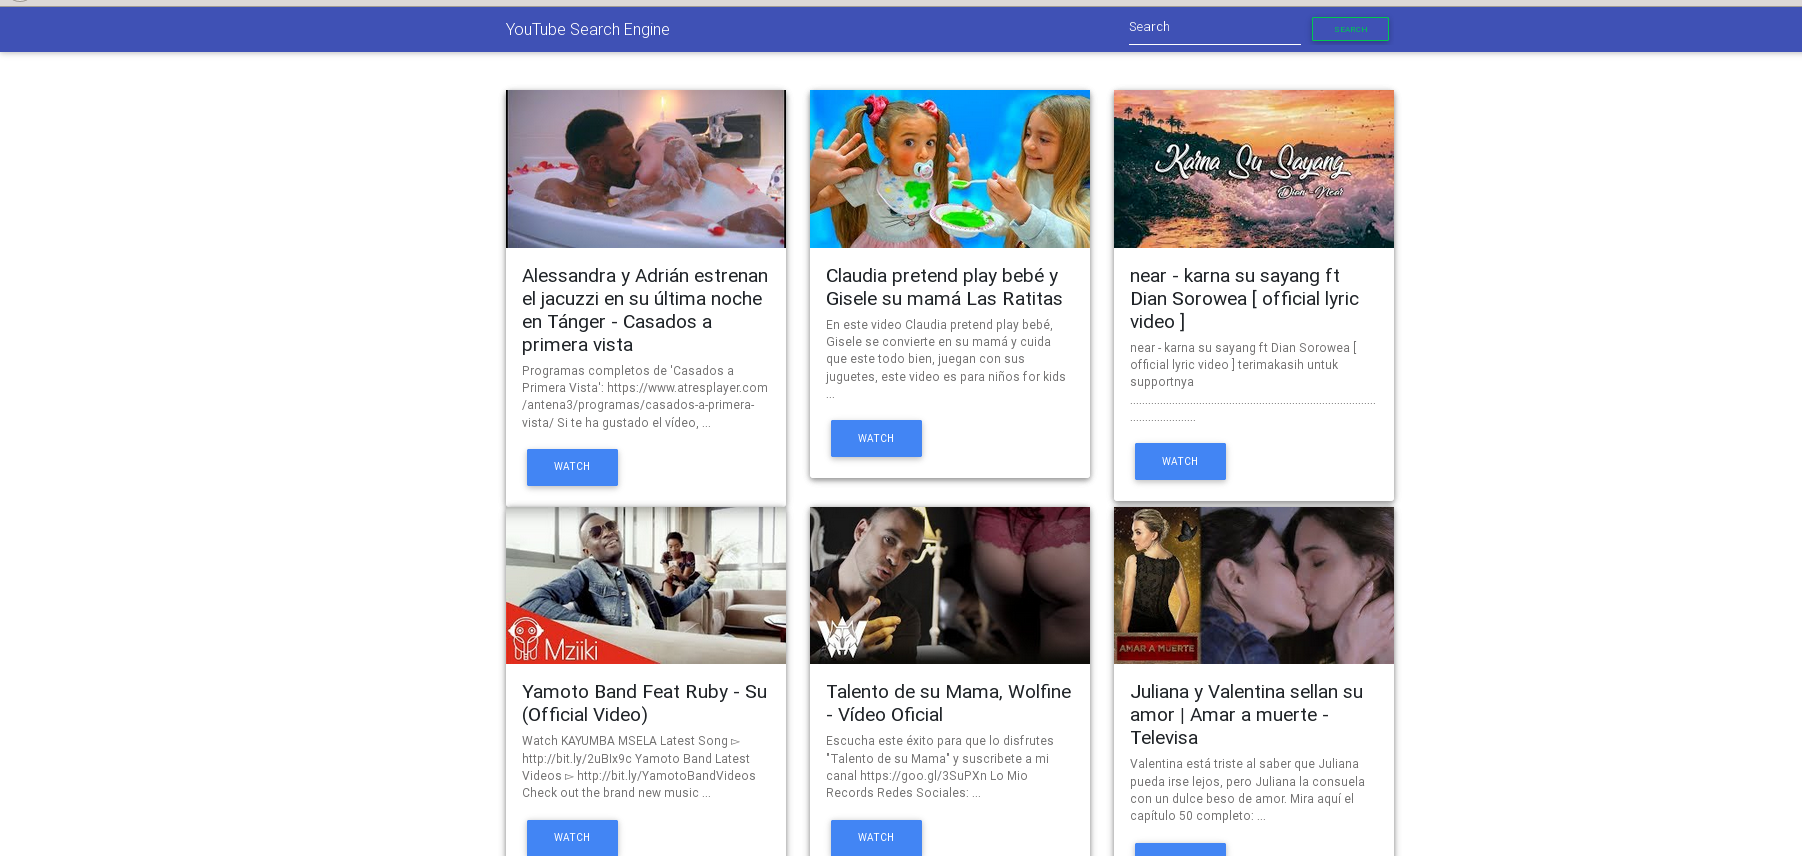 YouTube Search Engine
Search
SEARCH
Karna Su Sayang
Dian - Near
Alessandra y Adrián estrenan
el jacuzzi en su última noche
en Tánger - Casados a
primera vista
Programas completos de 'Casados a
Primera Vista': https://www.atresplayer.com
/antena3/programas/casados-a-primera-
vista/ Si te ha gustado el vídeo, ...
WATCH
Claudia pretend play bebé y
Gisele su mamá Las Ratitas
En este video Claudia pretend play bebé,
Gisele se convierte en su mamá y cuida
que este todo bien, juegan con sus
juguetes, este video es para niños for kids
...
WATCH
near - karna su sayang ft
Dian Sorowea [ official lyric
video ]
near - karna su sayang ft Dian Sorowea [
official lyric video ] terimakasih untuk
supportnya
..................................................................................
......................
WATCH
Mziiki
W
AMAR A MUERTE
Yamoto Band Feat Ruby - Su
(Official Video)
Watch KAYUMBA MSELA Latest Song ▻
http://bit.ly/2uBIx9c Yamoto Band Latest
Videos ▻ http://bit.ly/YamotoBandVideos
Check out the brand new music ...
WATCH
Talento de su Mama, Wolfine
- Vídeo Oficial
Escucha este éxito para que lo disfrutes
"Talento de su Mama" y suscribete a mi
canal https://goo.gl/3SuPXn Lo Mio
Records Redes Sociales: ...
WATCH
Juliana y Valentina sellan su
amor | Amar a muerte -
Televisa
Valentina está triste al saber que Juliana
pueda irse lejos, pero Juliana la consuela
con un dulce beso de amor. Mira aquí el
capítulo 50 completo: ...